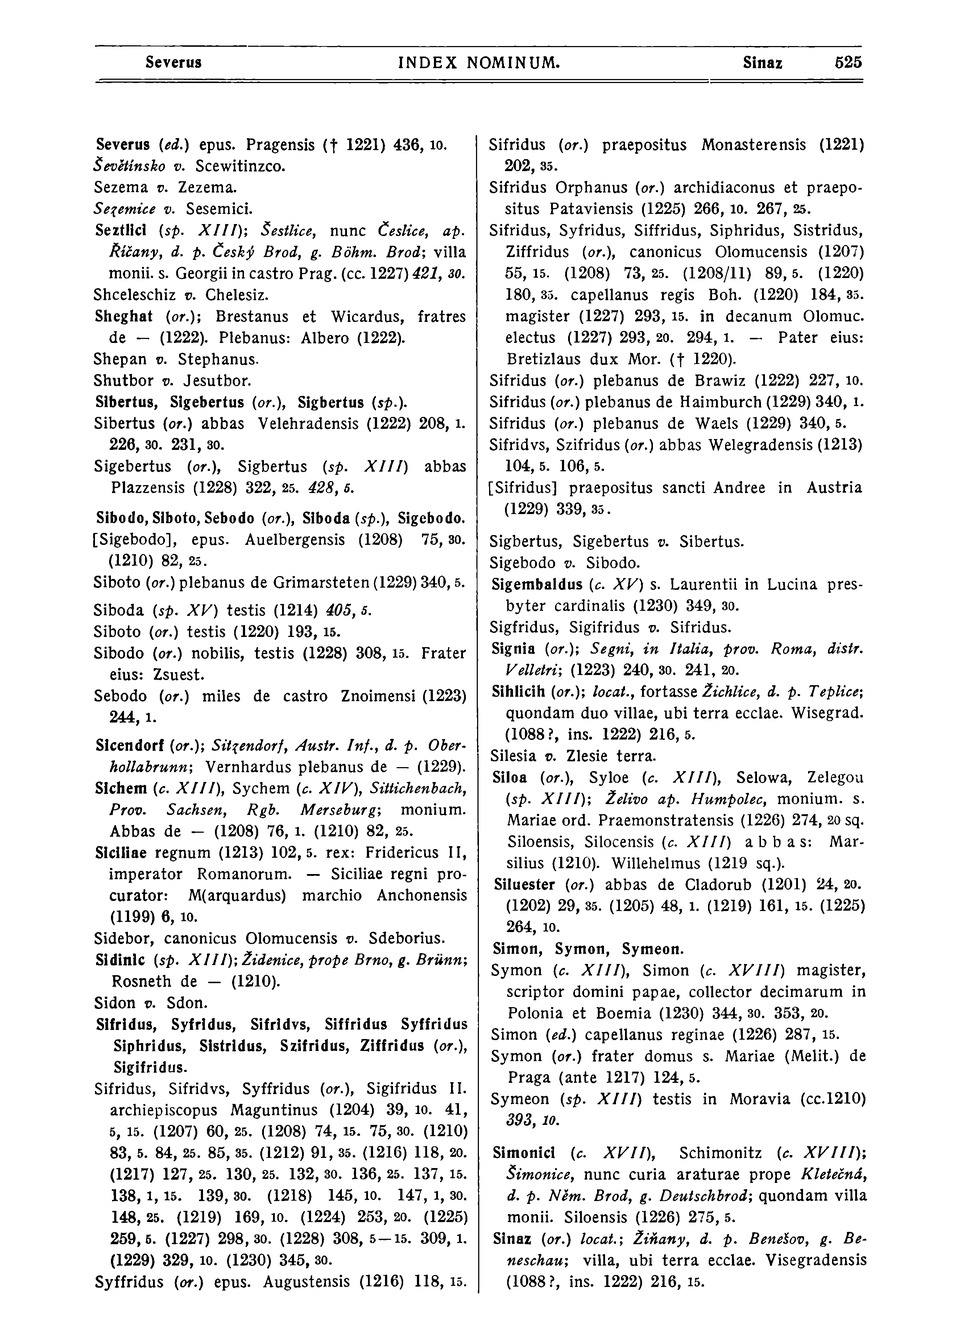 Severus INDEX NOMINUM. Sinaz 525
Severus (ed.) epus. Pragensis († 1221) 436, 10.
Ševětínsko v. Scewitinzco.
Sezema v. Zezema.
Sezemice v. Sesemici.
Seztlici (sp. XIII); Šestlice, nunc Česlice, ap.
Říčany, d. p. Český Brod, g. Böhm. Brod; villa
monii. s. Georgii in castro Prag. (cc. 1227) 421, 30.
Shceleschiz v. Chelesiz.
Sheghat (or.); Brestanus et Wicardus, fratres
de — (1222). Plebanus: Albero (1222).
Shepan v. Stephanus.
Shutbor v. Jesutbor.
Sibertus, Sigebertus (or.), Sigbertus (sp.).
Sibertus (or.) abbas Velehradensis (1222) 208, 1.
226, 30. 231, 30.
Sigebertus (or.), Sigbertus (sp. XIII) abbas
Plazzensis (1228) 322, 25. 428, 5.
Sibodo, Siboto, Sebodo (or.), Siboda (sp.), Sigebodo.
[Sigebodo], epus. Auelbergensis (1208) 75, 30.
(1210) 82, 25.
Siboto (or.) plebanus de Grimarsteten (1229) 340, 5.
Siboda (sp. XV) testis (1214) 405, 5.
Siboto (or.) testis (1220) 193, 15.
Sibodo (or.) nobilis, testis (1228) 308, 15. Frater
eius: Zsuest.
Sebodo (or.) miles de castro Znoimensi (1223)
244, 1.
Sicendorf (or.); Sitzendorf, Austr. Inf., d. p. Ober-
hollabrunn; Vernhardus plebanus de — (1229).
Sichem (c. XIII), Sychem (c. XIV), Sittichenbach,
Prov. Sachsen, Rgb. Merseburg; monium.
Abbas de — (1208) 76, 1. (1210) 82, 25.
Siciliae regnum (1213) 102, 5. rex: Fridericus II,
imperator Romanorum. — Siciliae regni pro-
curator: M(arquardus) marchio Anchonensis
(1199) 6, 10.
Sidebor, canonicus Olomucensis v. Sdeborius.
Sidinic (sp. XIII); Židenice, prope Brno, g. Brünn;
Rosneth de — (1210).
Sidon v. Sdon.
Sifridus, Syfridus, Sifridvs, Siffridus Syffridus
Siphridus, Sistridus, Szifridus, Ziffridus (or.),
Sigifridus.
Sifridus, Sifridvs, Syffridus (or.), Sigifridus II.
archiepiscopus Maguntinus (1204) 39, 10. 41,
5, 15. (1207) 60, 25. (1208) 74, 15. 75, 30. (1210)
83, 5. 84, 25. 85, 35. (1212) 91, 35. (1216) 118, 20.
(1217) 127, 25. 130, 25. 132, 30. 136, 25. 137, 15.
138, 1, 15. 139, 30. (1218) 145, 10. 147, 1, 30.
148, 25. (1219) 169, 10. (1224) 253, 20. (1225)
259, 5. (1227) 298, 30. (1228) 308, 5—15. 309, 1.
(1229) 329, 10. (1230) 345, 30.
Syffridus (or.) epus. Augustensis (1216) 118, 15.
Sifridus (or.) praepositus Monasterensis (1221)
202, 35.
Sifridus Orphanus (or.) archidiaconus et praepo-
situs Pataviensis (1225) 266, 10. 267, 25.
Sifridus, Syfridus, Siffridus, Siphridus, Sistridus,
Ziffridus (or.), canonicus Olomucensis (1207)
55, 15. (1208) 73, 25. (1208/11) 89, 5. (1220)
180, 35. capellanus regis Boh. (1220) 184, 35.
magister (1227) 293, 15. in decanum Olomuc.
electus (1227) 293, 20. 294, 1. — Pater eius:
Bretizlaus dux Mor. († 1220).
Sifridus (or.) plebanus de Brawiz (1222) 227, 10.
Sifridus (or.) plebanus de Haimburch (1229) 340, 1.
Sifridus (or.) plebanus de Waels (1229) 340, 5.
Sifridvs, Szifridus (or.) abbas Welegradensis (1213)
104, 5. 106, 5.
[Sifridus] praepositus sancti Andree in Austria
(1229) 339, 35.
Sigbertus, Sigebertus v. Sibertus.
Sigebodo v. Sibodo.
Sigembaldus (c. XV) s. Laurentii in Lucina pres-
byter cardinalis (1230) 349, 30.
Sigfridus, Sigifridus v. Sifridus.
Signia (or.); Segni, in Italia, prov. Roma, distr.
Velletri; (1223) 240, 30. 241, 20.
Sihlicih (or.); locat., fortasse Žichlice, d. p. Teplice;
quondam duo villae, ubi terra ecclae. Wisegrad.
(1088?, ins. 1222) 216, 5.
Silesia v. Zlesie terra.
Siloa (or.), Syloe (c. XIII), Selowa, Zelegou
(sp. XIII); Želivo ap. Humpolec, monium. s.
Mariae ord. Praemonstratensis (1226) 274, 20 sq.
Siloensis, Silocensis (c. XIII) abbas: Mar-
silius (1210). Willehelmus (1219 sq.).
Siluester (or.) abbas de Cladorub (1201) 24, 20.
(1202) 29, 35. (1205) 48, 1. (1219) 161, 15. (1225)
264, 10.
Simon, Symon, Symeon.
Symon (c. XIII), Simon (c. XVIII) magister,
scriptor domini papae, collector decimarum in
Polonia et Boemia (1230) 344, 30. 353, 20.
Simon (ed.) capellanus reginae (1226) 287, 15.
Symon (or.) frater domus s. Mariae (Melit.) de
Praga (ante 1217) 124, 5.
Symeon (sp. XIII) testis in Moravia (cc.1210)
393, 10.
Simonici (c. XVII), Schimonitz (c. XVIII);
Šimonice, nunc curia araturae prope Kletečná,
d. p. Něm. Brod, g. Deutschbrod; quondam villa
monii. Siloensis (1226) 275, 5.
Sinaz (or.) locat.; Žiňany, d. p. Benešov, g. Be-
neschau; villa, ubi terra ecclae. Visegradensis
(1088?, ins. 1222) 216, 15.